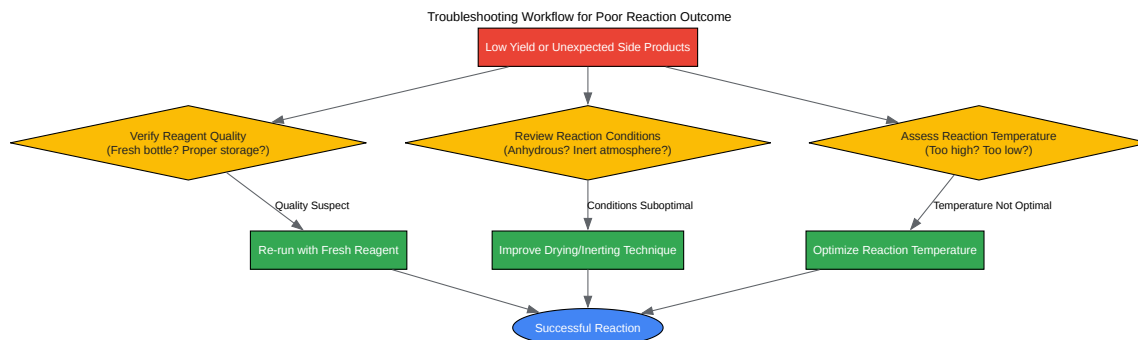 Troubleshooting Workflow for Poor Reaction Outcome
Low Yield or Unexpected Side Products
Verify Reagent Quality
(Fresh bottle? Proper storage?)
Review Reaction Conditions
(Anhydrous? Inert atmosphere?)
Assess Reaction Temperature
(Too high? Too low?)
Quality Suspect
Conditions Suboptimal
Temperature Not Optimal
Re-run with Fresh Reagent
Improve Drying/Inerting Technique
Optimize Reaction Temperature
Successful Reaction